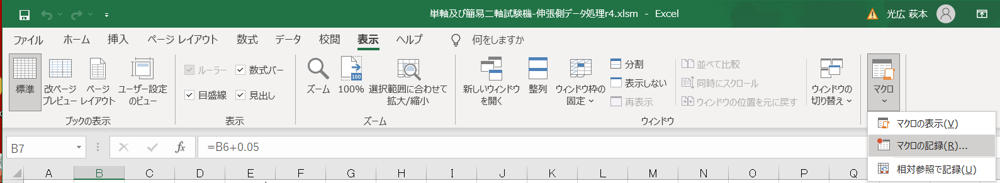 単軸及び簡易二軸試験機-伸張側データ処理r4.xlsm - Excel
光広 萩本
ファイル ホーム 挿入 ページ レイアウト 数式 データ 校閲 表示 ヘルプ 何をしますか
標準
改ページ
プレビュー
ページ
レイアウト
ユーザー設定
のビュー
ブックの表示
ルーラー
数式バー
目盛線
見出し
表示
ズーム
100
100%
選択範囲に合わせて
拡大/縮小
ズーム
新しいウィンドウ
を開く
整列
ウィンドウ枠の
固定
分割
表示しない
再表示
並べて比較
同時にスクロール
ウィンドウの位置を元に戻す
ウィンドウの
切り替え
ウィンドウ
マクロ
マクロの表示(V)
マクロの記録(R)...
相対参照で記録(U)
B7
fx
=B6+0.05
A B C D E F G H I J K L M N O P Q